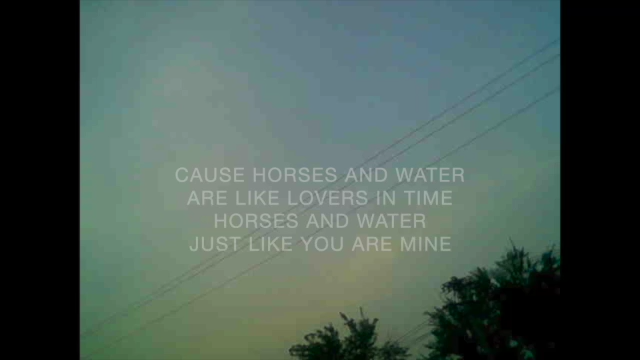 CAUSE HORSES AND WATER
ARE LIKE LOVERS IN TIME
HORSES AND WATER
JUST LIKE YOU ARE MINE